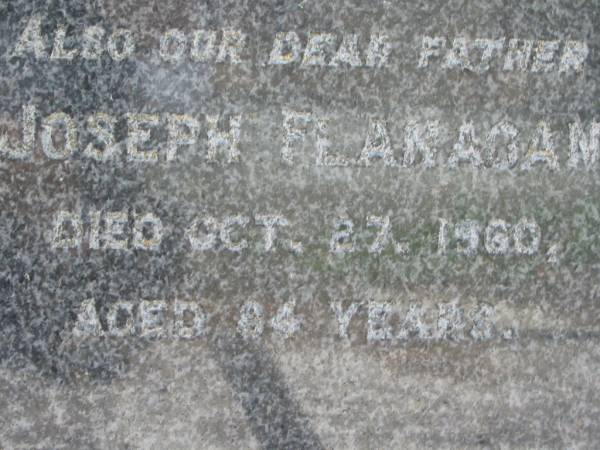 ALSO OUR DEAR FATHER
JOSEPH FLANAGAN
DIED OCT. 27. 1960,
AGED 84 YEARS.